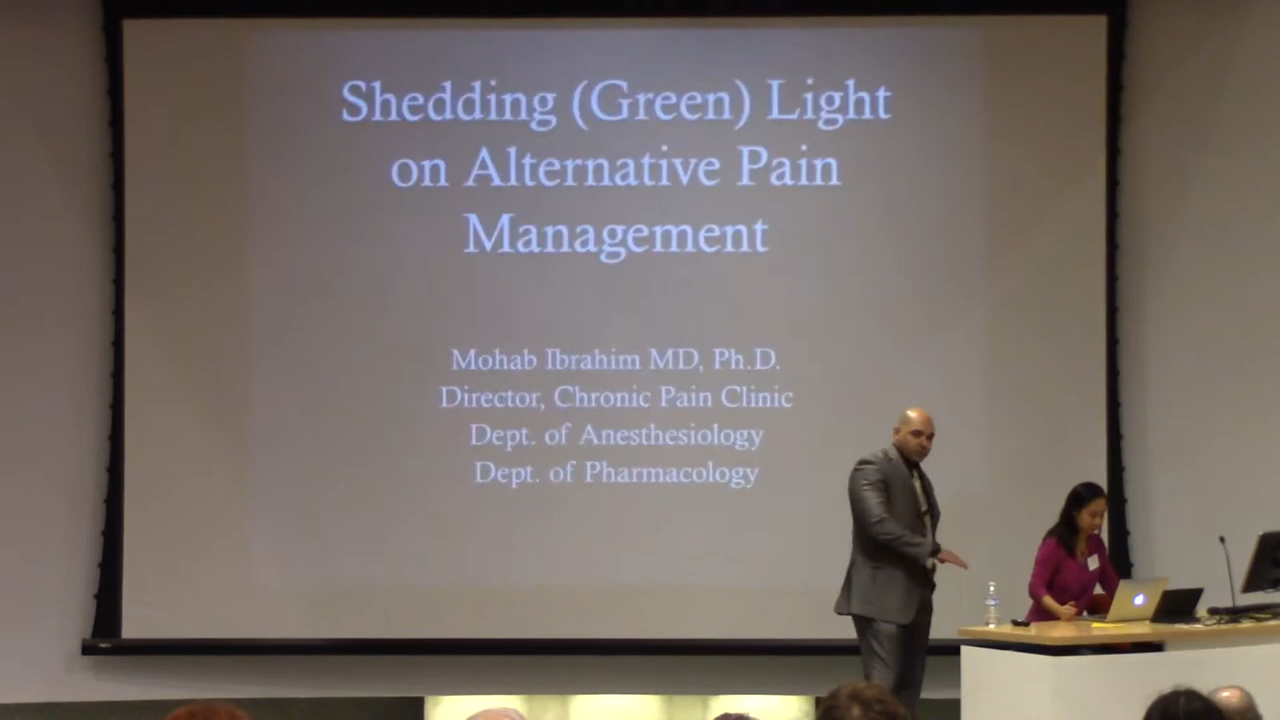 Shedding (Green) Light
on Alternative Pain
Management
Mohab Ibrahim MD, Ph.D.
Director, Chronic Pain Clinic
Dept. of Anesthesiology
Dept. of Pharmacology